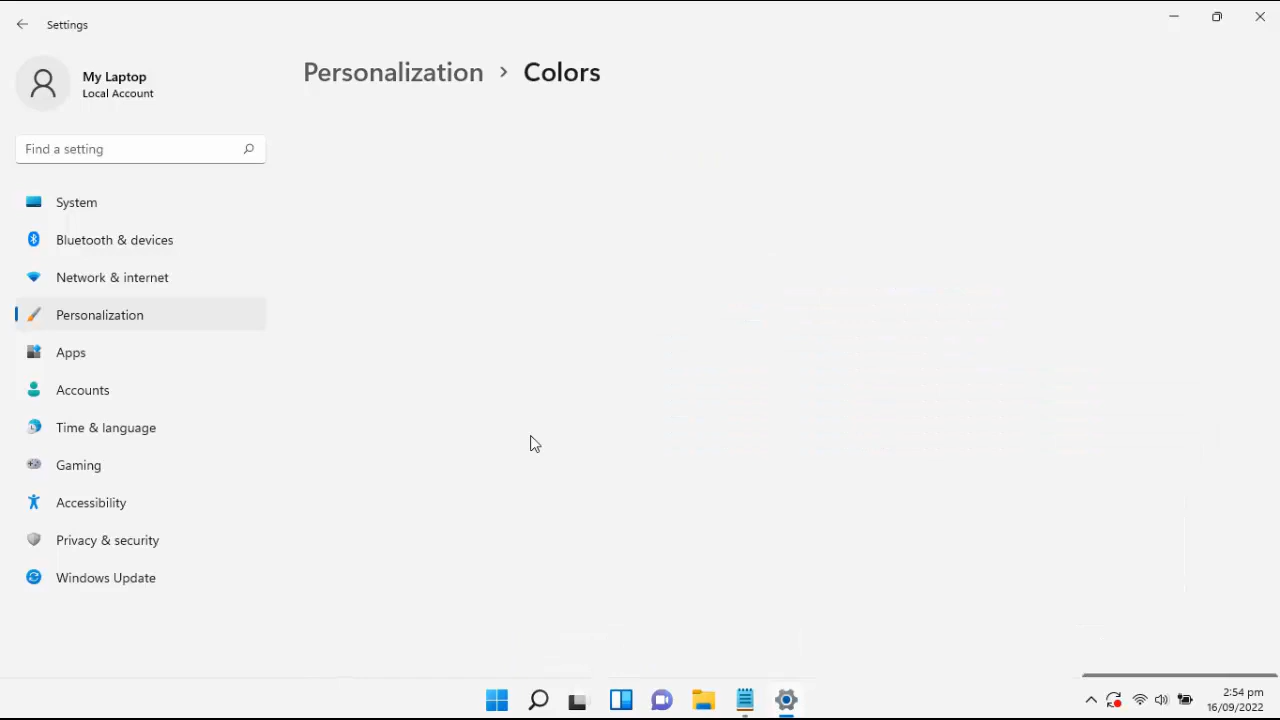 Settings
My Laptop
Local Account
Personalization > Colors
Find a setting
System
Bluetooth & devices
Network & internet
Personalization
Apps
Accounts
Time & language
Gaming
Accessibility
Privacy & security
Windows Update
2:54 pm
16/09/2022